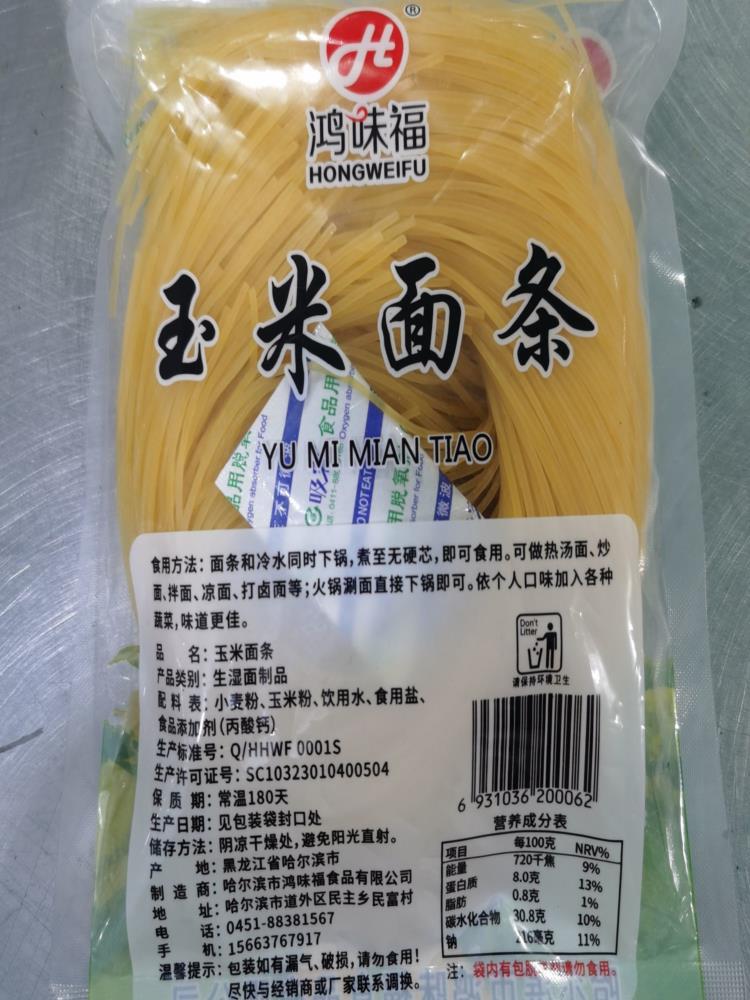 ®
鸿味福
HONGWEIFU
玉米面条
YU MI MIAN TIAO
Oxygen absorber for Food
食品用
DO NOT EAT
用脱氧
食用方法：面条和冷水同时下锅，煮至无硬芯，即可食用。可做热汤面、炒
面、拌面、凉面、打卤面等；火锅涮面直接下锅即可。依个人口味加入各种
蔬菜，味道更佳。
品　　名：玉米面条
产品类别：生湿面制品
配 料 表：小麦粉、玉米粉、饮用水、食用盐、
食品添加剂（丙酸钙）
生产标准号：Q/HHWF 0001S
生产许可证号：SC10323010400504
保 质 期：常温180天
生产日期：见包装袋封口处
储存方法：阴凉干燥处，避免阳光直射。
产　　地：黑龙江省哈尔滨市
制 造 商：哈尔滨市鸿味福食品有限公司
地　　址：哈尔滨市道外区民主乡民富村
电　　话：0451-88381567
手　　机：15663767917
温馨提示：包装如有漏气、破损，请勿食用！
尽快与经销商或厂家联系调换。
Don't
Litter
请保持环境卫生
6 931036 200062
营养成分表
项目 每100克 NRV%
能量 720千焦 9%
蛋白质 8.0克 13%
脂肪 0.8克 1%
碳水化合物 30.8克 10%
钠 216毫克 11%
注：袋内有包脱氧剂请勿食用。